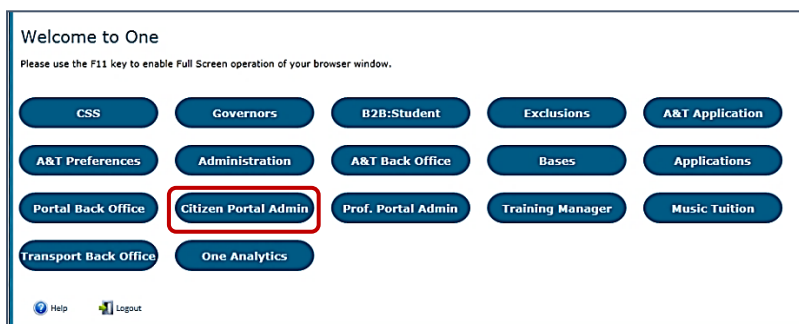 Welcome to One
Please use the F11 key to enable Full Screen operation of your browser window.
CSS Governors B2B:Student Exclusions A&T Application
A&T Preferences Administration A&T Back Office Bases Applications
Portal Back Office Citizen Portal Admin Prof. Portal Admin Training Manager Music Tuition
Transport Back Office One Analytics
Help Logout